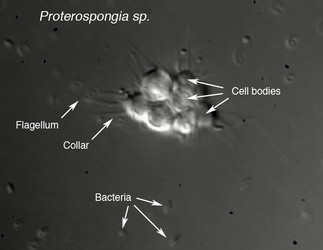 Proterospongia sp.
Cell bodies
Flagellum
Collar
Bacteria